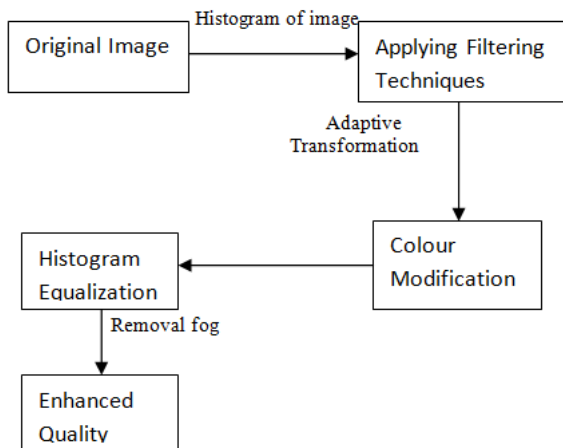 Histogram of image
Original Image
Applying Filtering
Techniques
Adaptive
Transformation
Colour
Modification
Histogram
Equalization
Removal fog
Enhanced
Quality